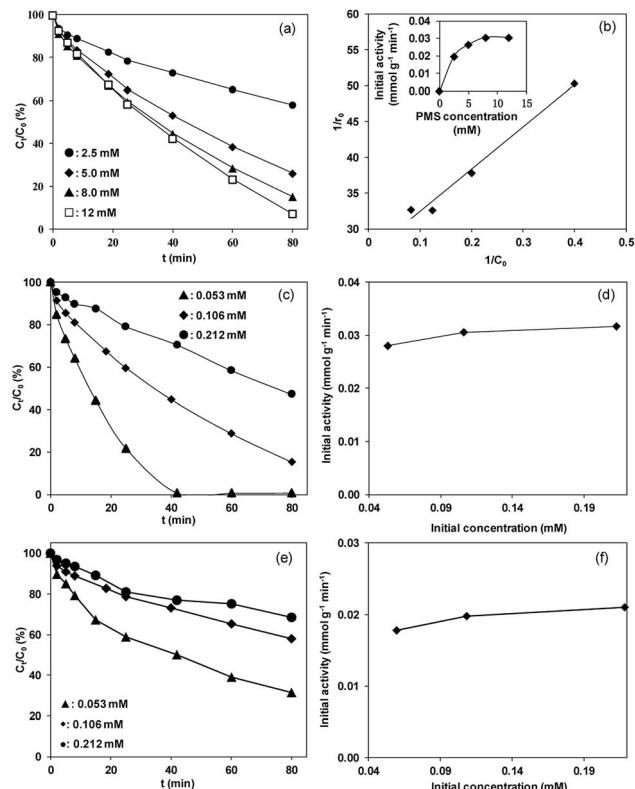 (a)
C_t/C_0 (%)
100
80
60
40
20
0
0 20 40 60 80
t (min)
: 2.5 mM
: 5.0 mM
: 8.0 mM
: 12 mM
(b)
1/r_0
60
55
50
45
40
35
30
0 0.1 0.2 0.3 0.4 0.5
1/C_0
Initial activity
(mmol g⁻¹ min⁻¹)
0.04
0.03
0.02
0.01
0.00
0 5 10 15
PMS concentration
(mM)
(c)
C_t/C_0 (%)
100
80
60
40
20
0
0 20 40 60 80
t (min)
: 0.053 mM
: 0.106 mM
: 0.212 mM
(d)
Initial activity (mmol g⁻¹ min⁻¹)
0.04
0.03
0.02
0.01
0.00
0.04 0.09 0.14 0.19
Initial concentration (mM)
(e)
C_t/C_0 (%)
100
80
60
40
20
0
0 20 40 60 80
t (min)
: 0.053 mM
: 0.106 mM
: 0.212 mM
(f)
Initial activity (mmol g⁻¹ min⁻¹)
0.03
0.02
0.01
0.00
0.04 0.09 0.14 0.19
Initial concentration (mM)